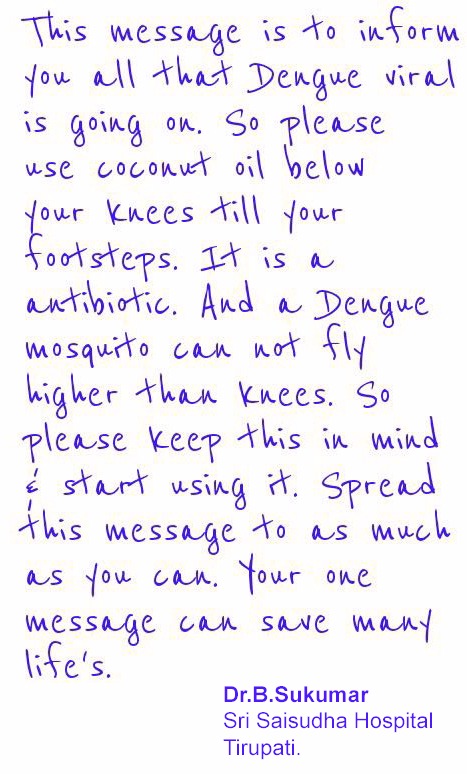 This message is to inform
you all that Dengue viral
is going on. So please
use coconut oil below
your knees till your
footsteps. It is a
antibiotic. And a Dengue
mosquito can not fly
higher than knees. So
please keep this in mind
& start using it. Spread
this message to as much
as you can. Your one
message can save many
life's.
Dr.B.Sukumar
Sri Saisudha Hospital
Tirupati.